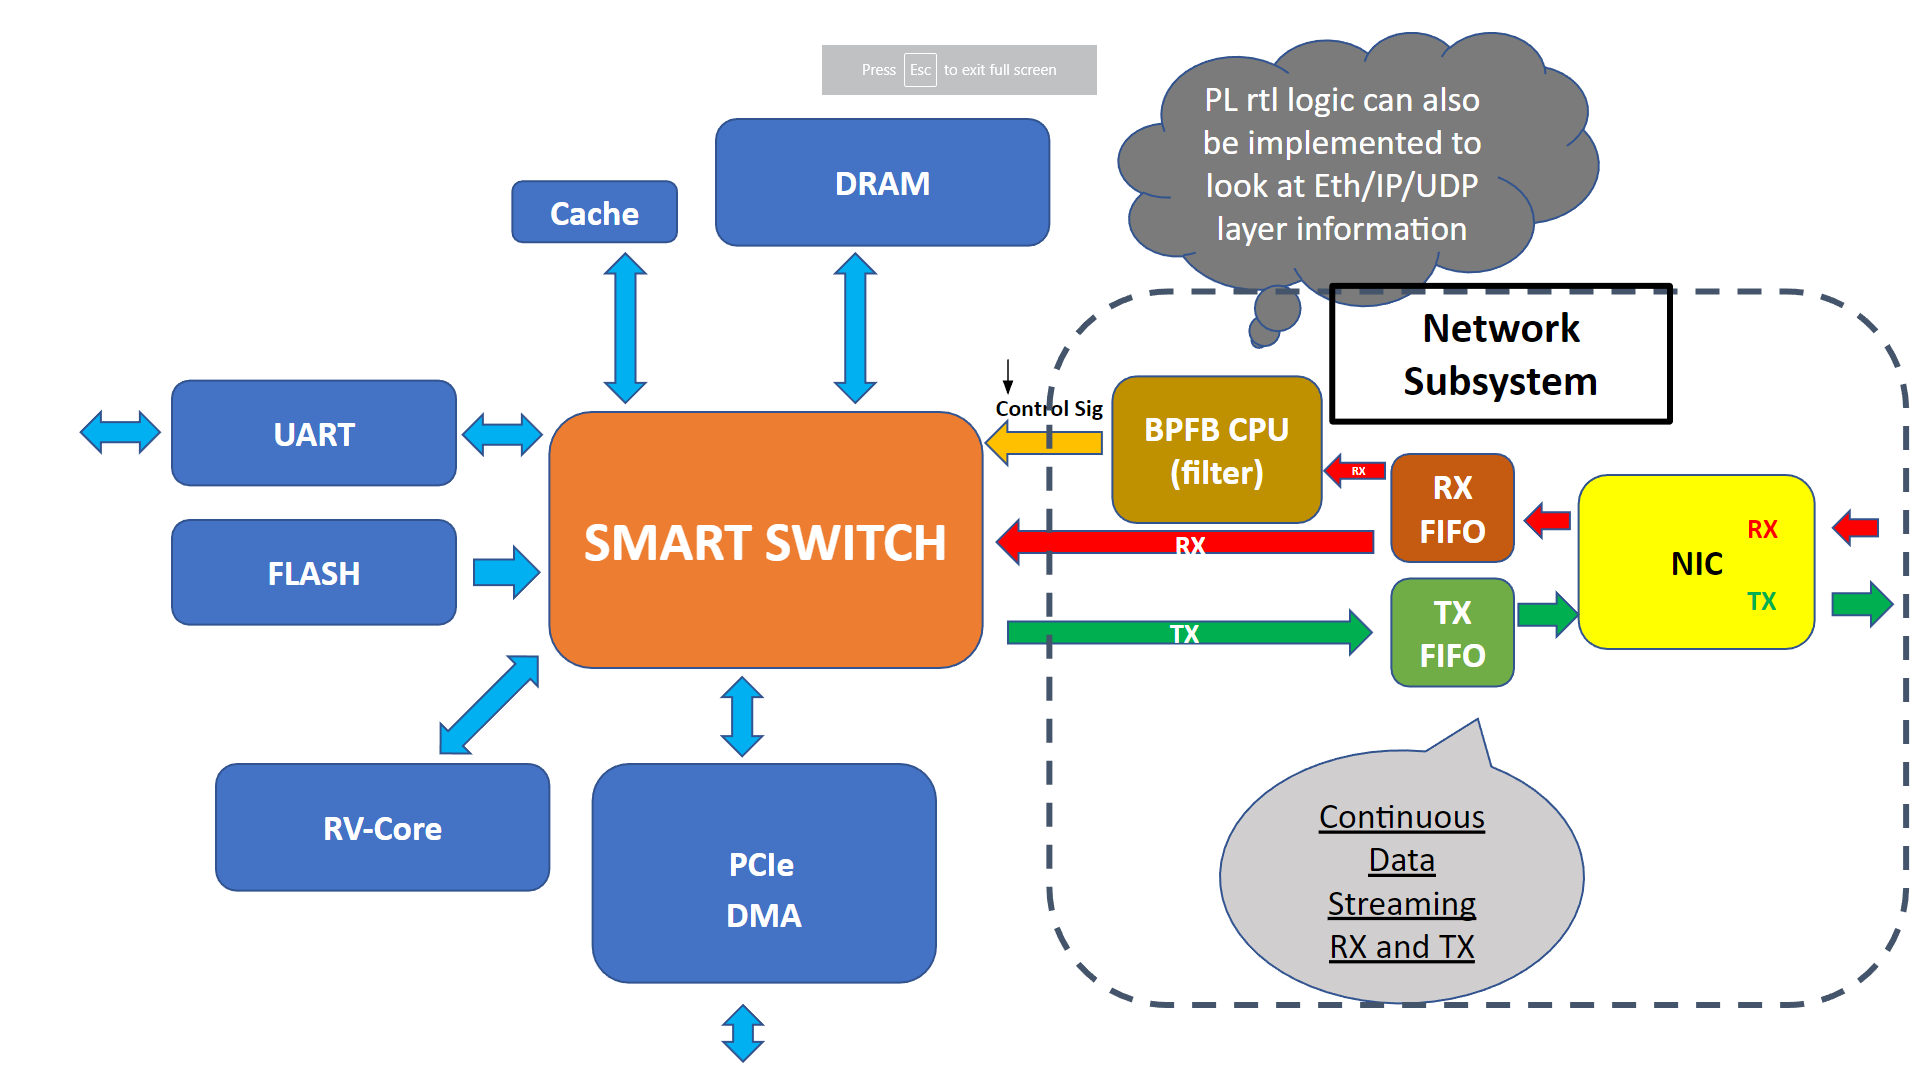 Press Esc to exit full screen
PL rtl logic can also
be implemented to
look at Eth/IP/UDP
layer information
DRAM
Cache
Network
Subsystem
Control Sig
UART
BPFB CPU
(filter)
RX
RX
FIFO
FLASH
SMART SWITCH
RX
NIC
RX
TX
TX
TX
FIFO
RV-Core
PCIe
DMA
Continuous
Data
Streaming
RX and TX